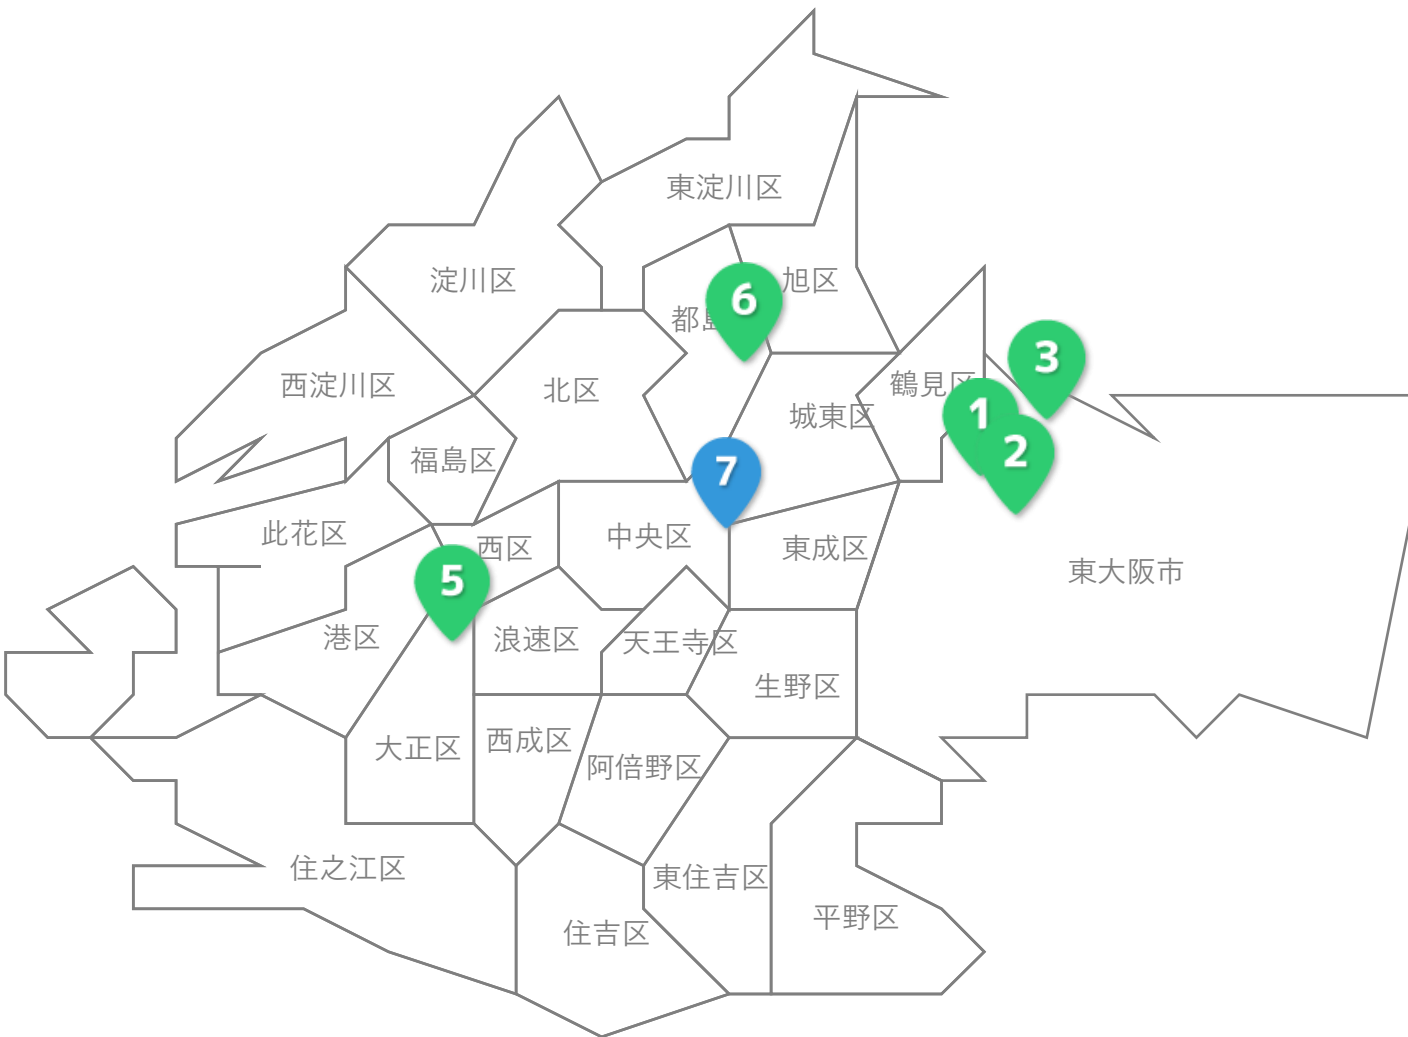 東淀川区
淀川区
旭区
6
都島
3
西淀川区
北区
鶴見区
1
城東区
2
福島区
7
此花区
西区
中央区
東成区
5
東大阪市
港区
浪速区
天王寺区
生野区
大正区
西成区
阿倍野区
住之江区
東住吉区
平野区
住吉区